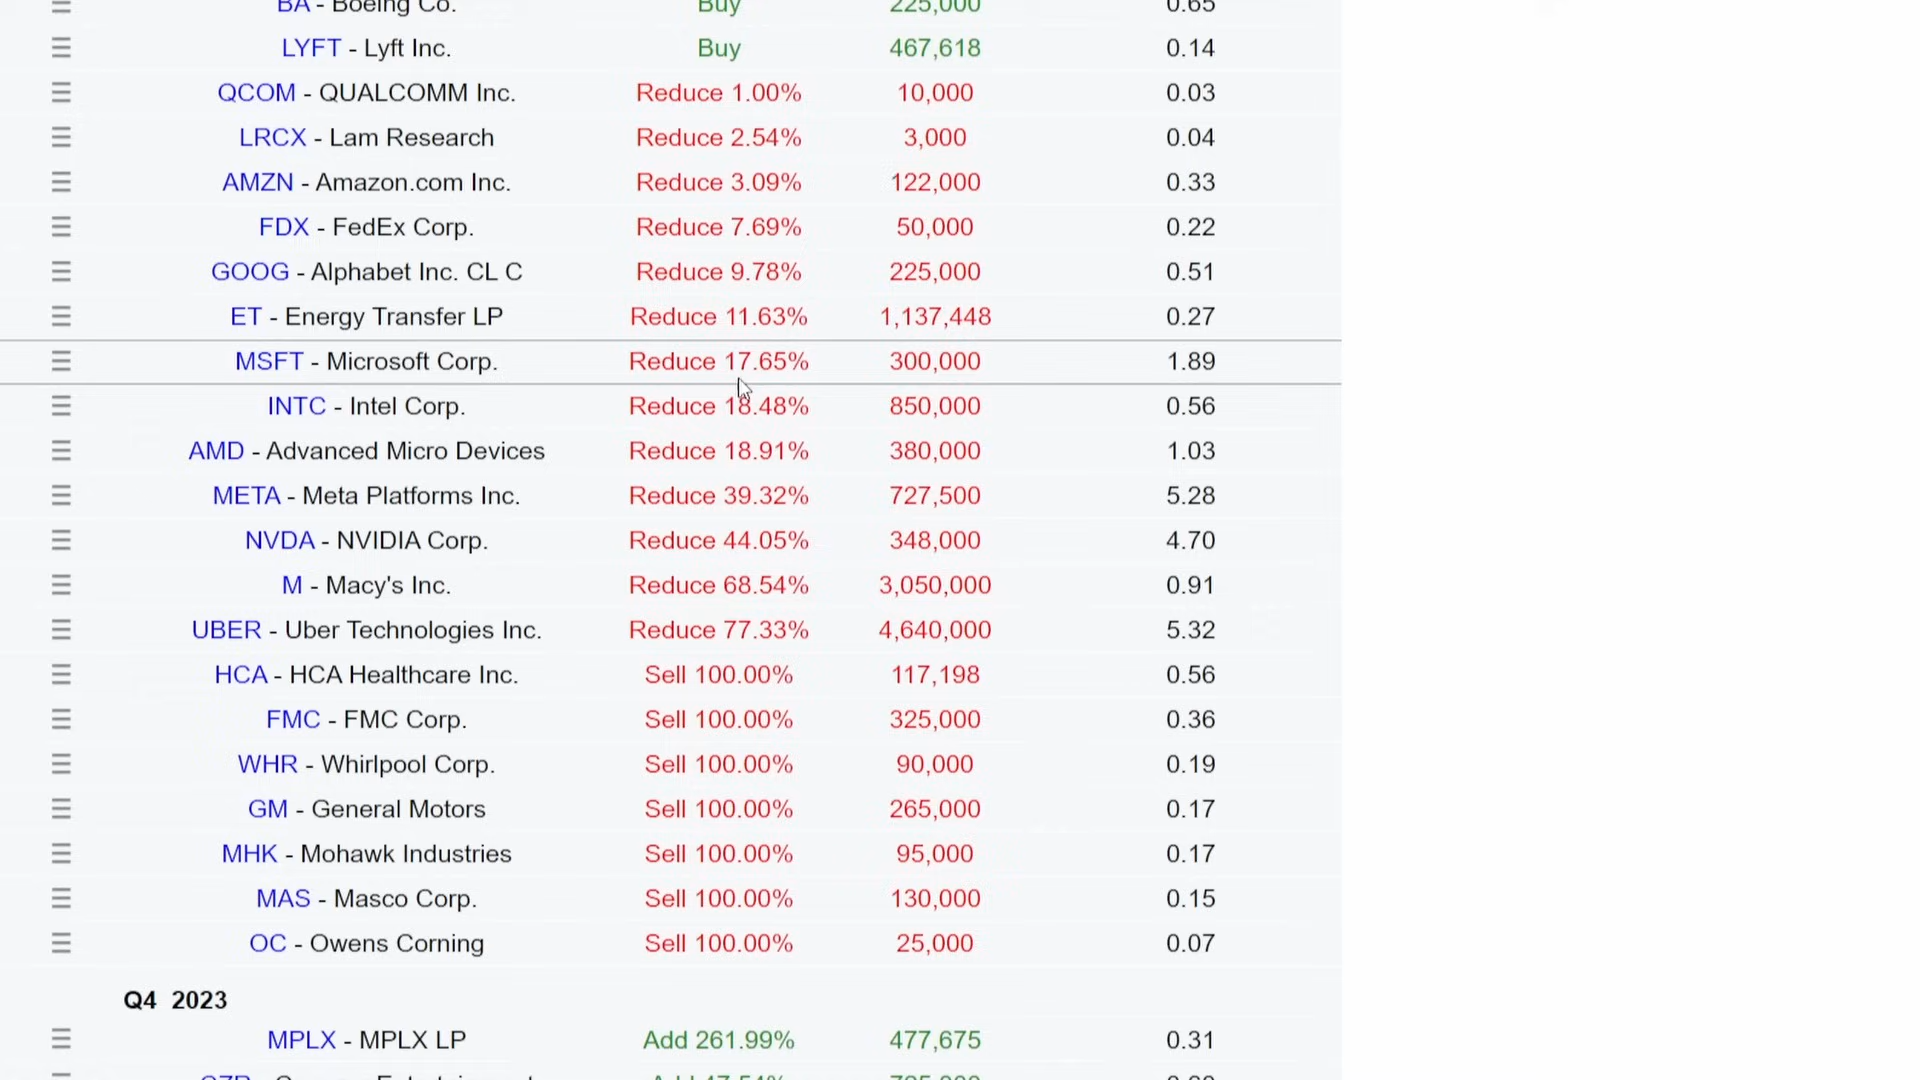 BA - Boeing Co. Buy 225,000 0.65
LYFT - Lyft Inc. Buy 467,618 0.14
QCOM - QUALCOMM Inc. Reduce 1.00% 10,000 0.03
LRCX - Lam Research Reduce 2.54% 3,000 0.04
AMZN - Amazon.com Inc. Reduce 3.09% 122,000 0.33
FDX - FedEx Corp. Reduce 7.69% 50,000 0.22
GOOG - Alphabet Inc. CL C Reduce 9.78% 225,000 0.51
ET - Energy Transfer LP Reduce 11.63% 1,137,448 0.27
MSFT - Microsoft Corp. Reduce 17.65% 300,000 1.89
INTC - Intel Corp. Reduce 18.48% 850,000 0.56
AMD - Advanced Micro Devices Reduce 18.91% 380,000 1.03
META - Meta Platforms Inc. Reduce 39.32% 727,500 5.28
NVDA - NVIDIA Corp. Reduce 44.05% 348,000 4.70
M - Macy's Inc. Reduce 68.54% 3,050,000 0.91
UBER - Uber Technologies Inc. Reduce 77.33% 4,640,000 5.32
HCA - HCA Healthcare Inc. Sell 100.00% 117,198 0.56
FMC - FMC Corp. Sell 100.00% 325,000 0.36
WHR - Whirlpool Corp. Sell 100.00% 90,000 0.19
GM - General Motors Sell 100.00% 265,000 0.17
MHK - Mohawk Industries Sell 100.00% 95,000 0.17
MAS - Masco Corp. Sell 100.00% 130,000 0.15
OC - Owens Corning Sell 100.00% 25,000 0.07
Q4 2023
MPLX - MPLX LP Add 261.99% 477,675 0.31